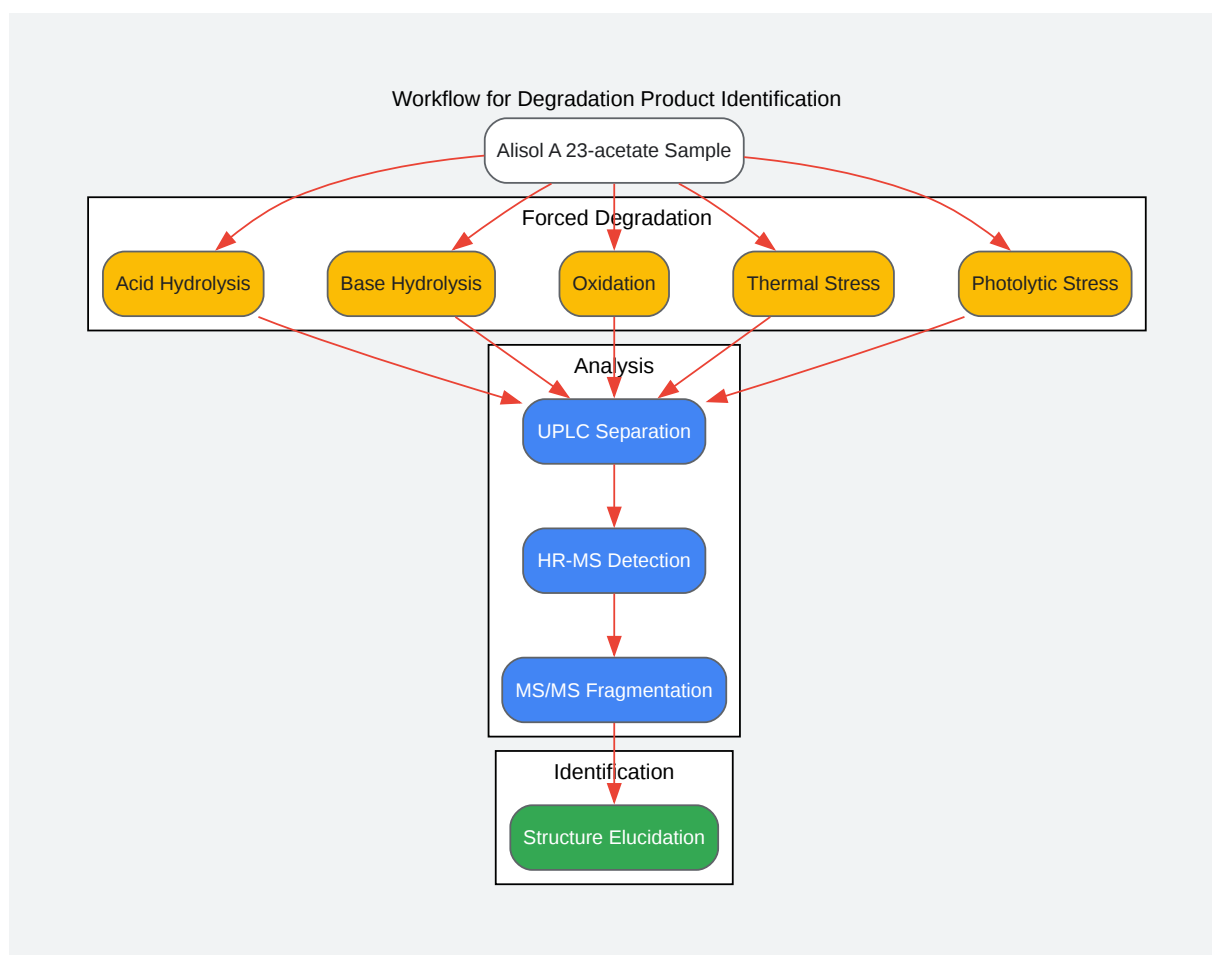 Workflow for Degradation Product Identification
Alisol A 23-acetate Sample
Forced Degradation
Acid Hydrolysis
Base Hydrolysis
Oxidation
Thermal Stress
Photolytic Stress
Analysis
UPLC Separation
HR-MS Detection
MS/MS Fragmentation
Identification
Structure Elucidation